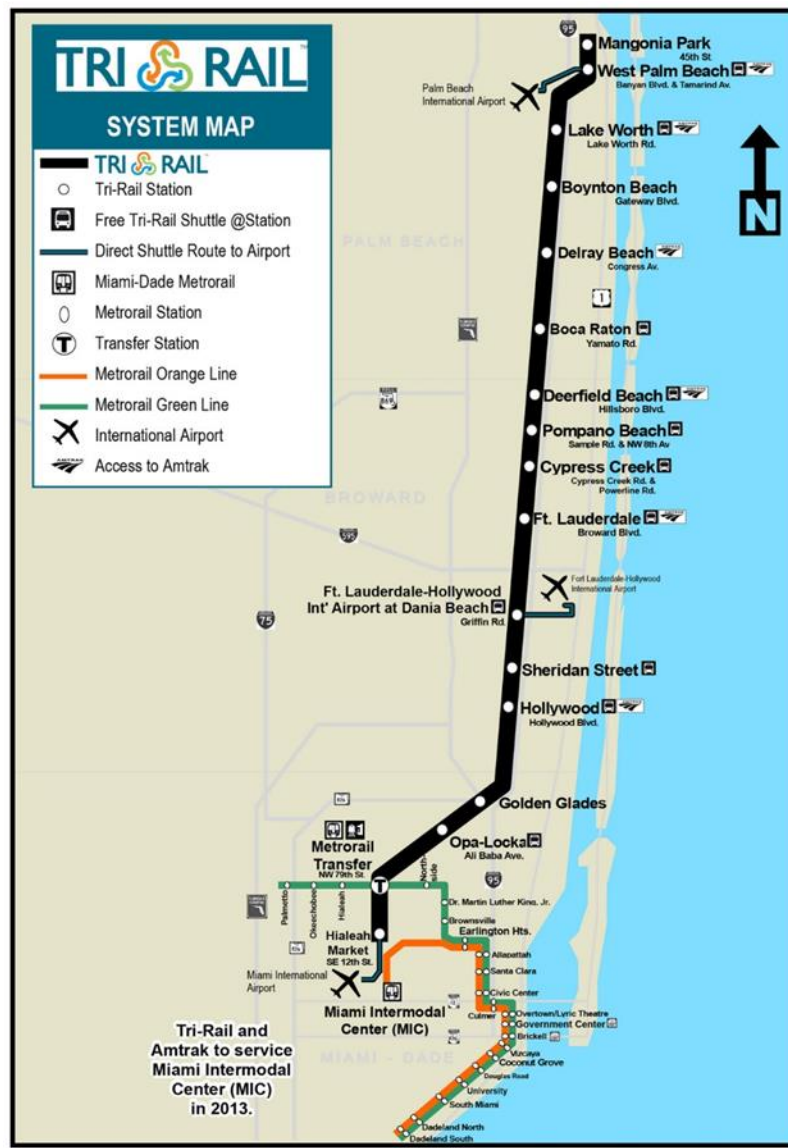 TRI RAIL
SYSTEM MAP
TRI RAIL
Tri-Rail Station
Free Tri-Rail Shuttle @Station
Direct Shuttle Route to Airport
Miami-Dade Metrorail
Metrorail Station
T
Transfer Station
Metrorail Orange Line
Metrorail Green Line
International Airport
AMTRAK
Access to Amtrak
95
Mangonia Park
45th St.
West Palm Beach
Banyan Blvd. & Tamarind Av.
Palm Beach
International Airport
Lake Worth
Lake Worth Rd.
N
Boynton Beach
Gateway Blvd.
PALM BEACH
Delray Beach
Congress Av.
1
Boca Raton
Yamato Rd.
Deerfield Beach
Hillsboro Blvd.
869
Pompano Beach
Sample Rd. & NW 8th Av
Cypress Creek
Cypress Creek Rd. &
Powerline Rd.
BROWARD
Ft. Lauderdale
Broward Blvd.
595
Fort Lauderdale-Hollywood
International Airport
Ft. Lauderdale-Hollywood
Int' Airport at Dania Beach
Griffin Rd.
75
Sheridan Street
Hollywood
Hollywood Blvd.
Golden Glades
Opa-Locka
Ali Baba Ave.
Metrorail
Transfer
NW 79th St.
T
95
Palmetto
Okeechobee
Hialeah
North-
side
Dr. Martin Luther King, Jr.
Brownsville
Earlington Hts.
Hialeah
Market
SE 12th St.
Allapattah
Santa Clara
Miami International
Airport
Civic Center
Miami Intermodal
Center (MIC)
Culmer
Overtown/Lyric Theatre
Government Center
Brickell
Tri-Rail and
Amtrak to service
Miami Intermodal
Center (MIC)
in 2013.
MIAMI - DADE
Vizcaya
Coconut Grove
Douglas Road
University
South Miami
Dadeland North
Dadeland South